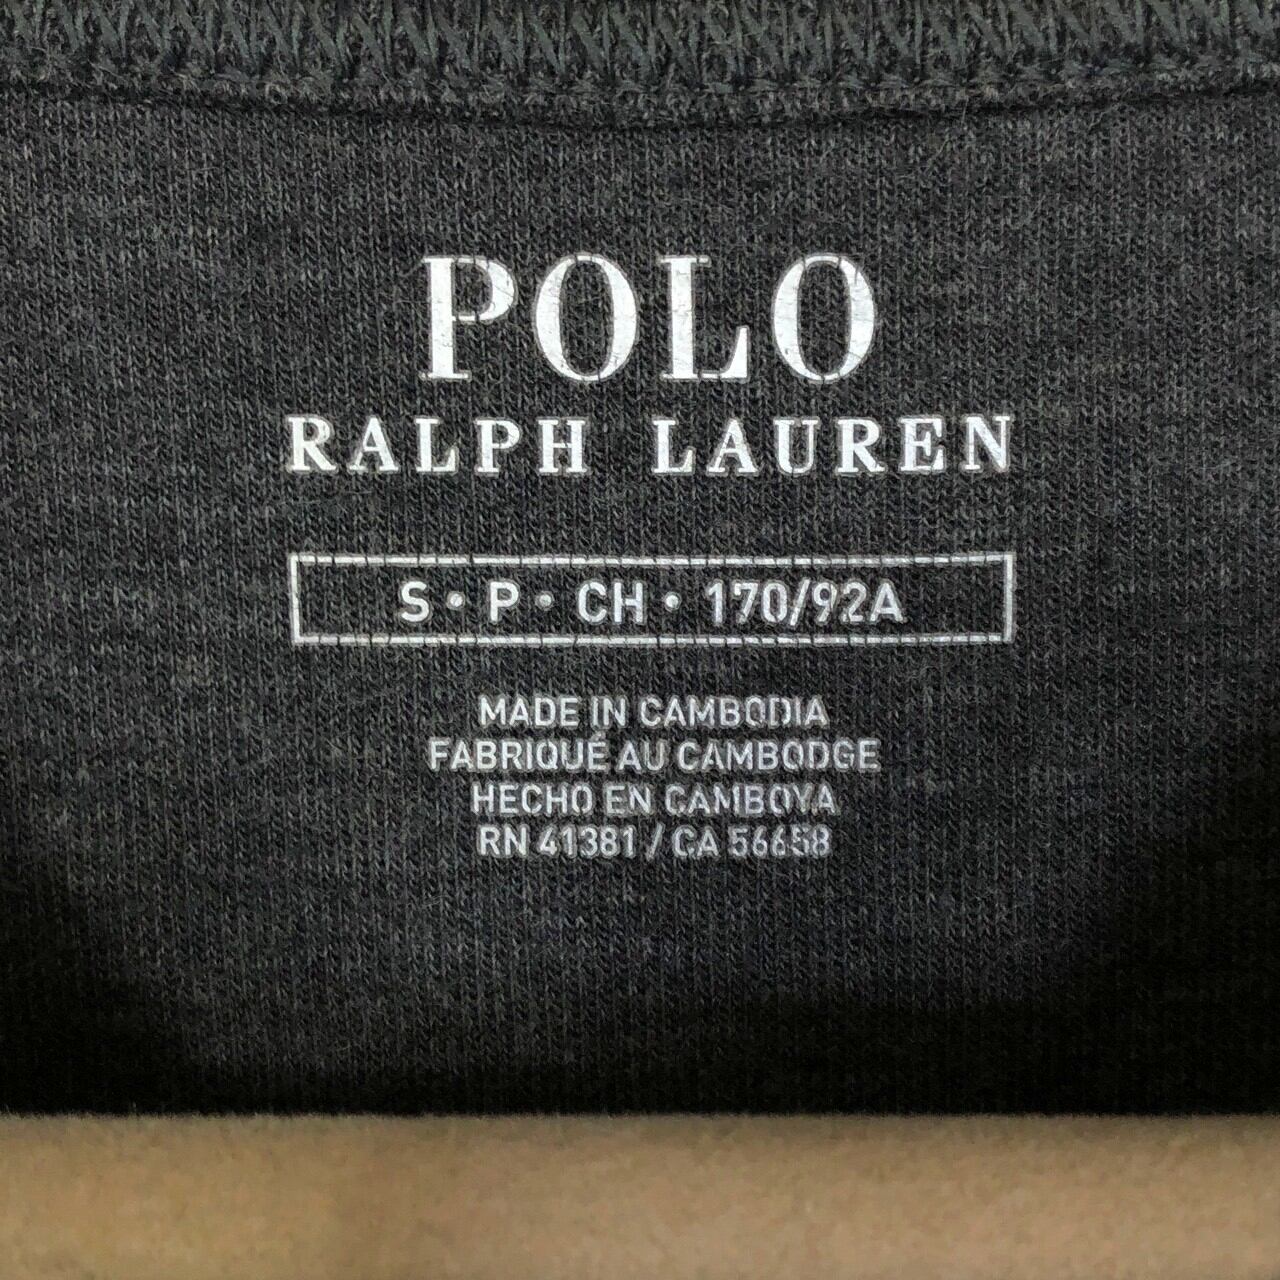 POLO
RALPH LAUREN
S • P • CH • 170/92A
MADE IN CAMBODIA
FABRIQUÉ AU CAMBODGE
HECHO EN CAMBOYA
RN 41381 / CA 56658